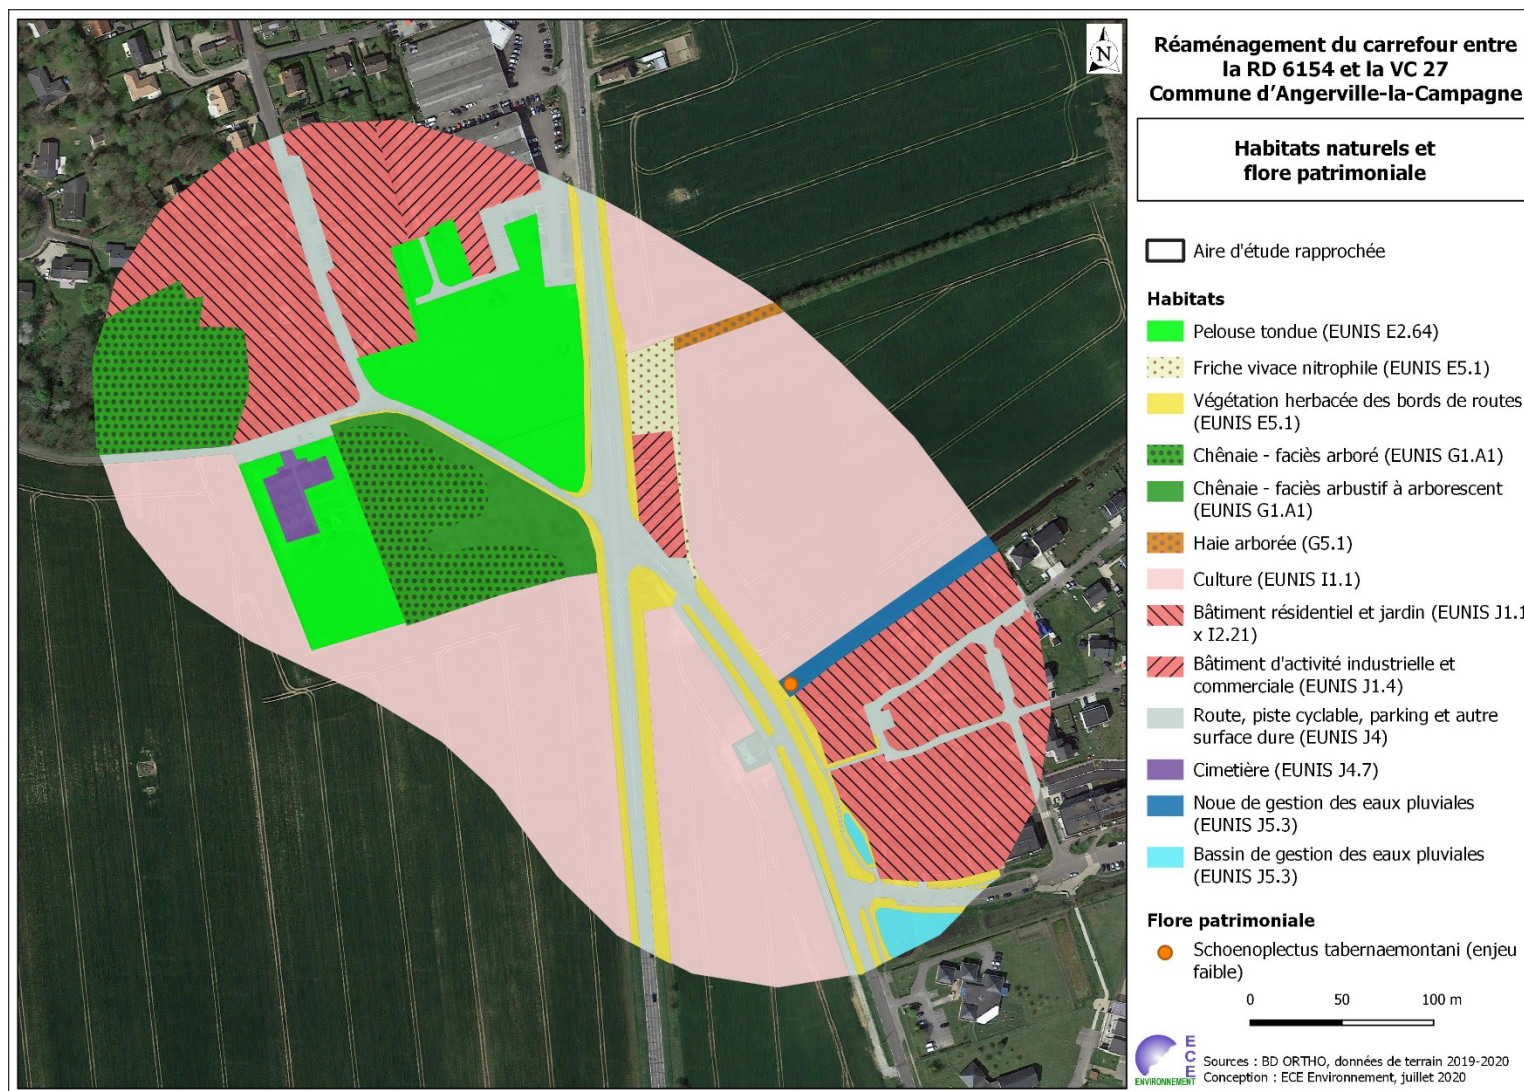 N
Réaménagement du carrefour entre
la RD 6154 et la VC 27
Commune d'Angerville-la-Campagne
Habitats naturels et
flore patrimoniale
Aire d'étude rapprochée
Habitats
Pelouse tondue (EUNIS E2.64)
Friche vivace nitrophile (EUNIS E5.1)
Végétation herbacée des bords de routes
(EUNIS E5.1)
Chênaie - faciès arboré (EUNIS G1.A1)
Chênaie - faciès arbustif à arborescent
(EUNIS G1.A1)
Haie arborée (G5.1)
Culture (EUNIS I1.1)
Bâtiment résidentiel et jardin (EUNIS J1.1
x I2.21)
Bâtiment d'activité industrielle et
commerciale (EUNIS J1.4)
Route, piste cyclable, parking et autre
surface dure (EUNIS J4)
Cimetière (EUNIS J4.7)
Noue de gestion des eaux pluviales
(EUNIS J5.3)
Bassin de gestion des eaux pluviales
(EUNIS J5.3)
Flore patrimoniale
Schoenoplectus tabernaemontani (enjeu
faible)
0 50 100 m
ECE
ENVIRONNEMENT
Sources : BD ORTHO, données de terrain 2019-2020
Conception : ECE Environnement, juillet 2020